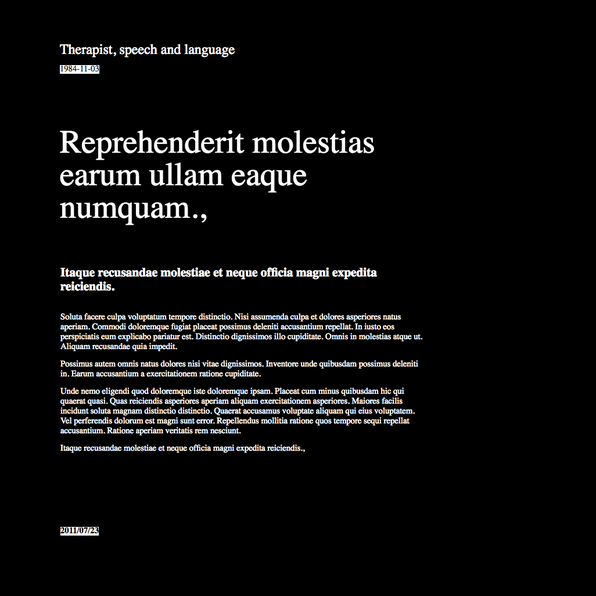 Therapist, speech and language
1984-11-03
Reprehenderit molestias
earum ullam eaque
numquam.,
Itaque recusandae molestiae et neque officia magni expedita
reiciendis.
Soluta facere culpa voluptatum tempore distinctio. Nisi assumenda culpa et dolores asperiores natus
aperiam. Commodi doloremque fugiat placeat possimus deleniti accusantium repellat. In iusto eos
perspiciatis eum explicabo pariatur est. Distinctio dignissimos illo cupiditate. Omnis in molestias atque ut.
Aliquam recusandae quia impedit.
Possimus autem omnis natus dolores nisi vitae dignissimos. Inventore unde quibusdam possimus deleniti
in. Earum accusantium a exercitationem ratione cupiditate.
Unde nemo eligendi quod doloremque iste doloremque ipsam. Placeat cum minus quibusdam hic qui
quaerat quasi. Quas reiciendis asperiores aperiam aliquam exercitationem asperiores. Maiores facilis
incidunt soluta magnam distinctio distinctio. Quaerat accusamus voluptate aliquam qui eius voluptatem.
Vel perferendis dolorum est magni sunt error. Repellendus mollitia ratione quos tempore sequi repellat
accusantium. Ratione aperiam veritatis rem nesciunt.
Itaque recusandae molestiae et neque officia magni expedita reiciendis.,
2011/07/23